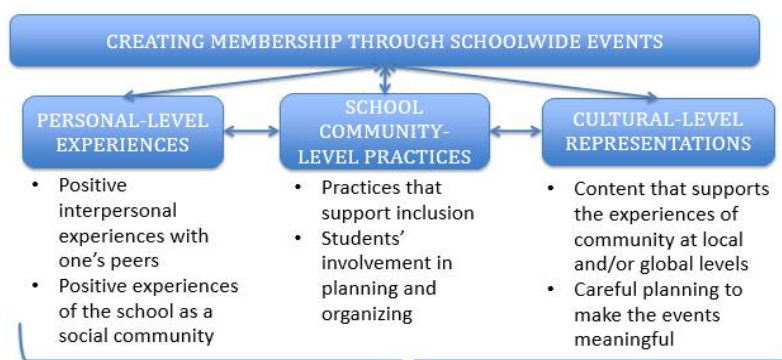 CREATING MEMBERSHIP THROUGH SCHOOLWIDE EVENTS
PERSONAL-LEVEL
EXPERIENCES
• Positive
interpersonal
experiences with
one's peers
• Positive experiences
of the school as a
social community
SCHOOL
COMMUNITY-
LEVEL PRACTICES
• Practices that
support inclusion
• Students'
involvement in
planning and
organizing
CULTURAL-LEVEL
REPRESENTATIONS
• Content that supports
the experiences of
community at local
and/or global levels
• Careful planning to
make the events
meaningful